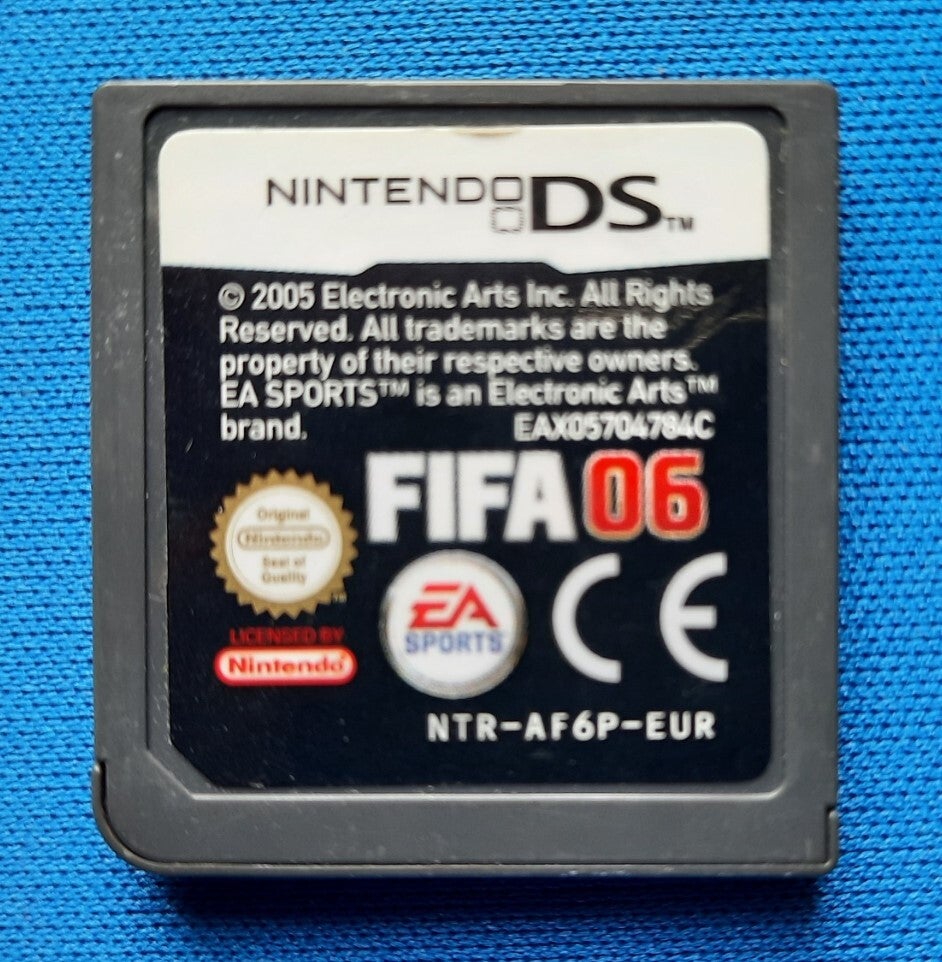 NINTENDO DS™
© 2005 Electronic Arts Inc. All Rights
Reserved. All trademarks are the
property of their respective owners.
EA SPORTS™ is an Electronic Arts™
brand.
EAX05704784C
FIFA 06
Original
Nintendo
Seal of
Quality
TM
LICENSED BY
Nintendo
EA
SPORTS
CE
NTR-AF6P-EUR